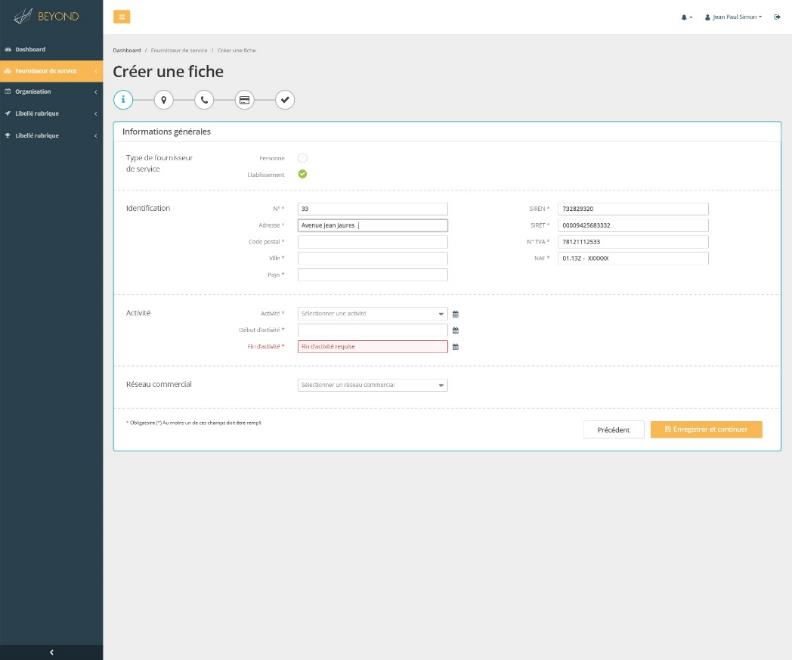 BEYOND
Jean Paul Simon
Dashboard
Fournisseur de service
Organisation
Libellé rubrique
Libellé rubrique
Dashboard / Fournisseur de service / Créer une fiche
Créer une fiche
Informations générales
Type de fournisseur
de service
Personne
Etablissement
Identification
N° *
33
Adresse *
Avenue Jean Jaures
Code postal *
Ville *
Pays *
SIREN *
732829320
SIRET *
00009425683332
N° TVA *
78121112533
NAF *
01.13Z - XXXXXX
Activité
Activité *
Sélectionner une activité
Début d'activité *
Fin d'activité *
Fin d'activité requise
Réseau commercial
Sélectionner un réseau commercial
* Obligatoire (*) Au moins un de ces champs doit être rempli
Précédent
Enregistrer et continuer